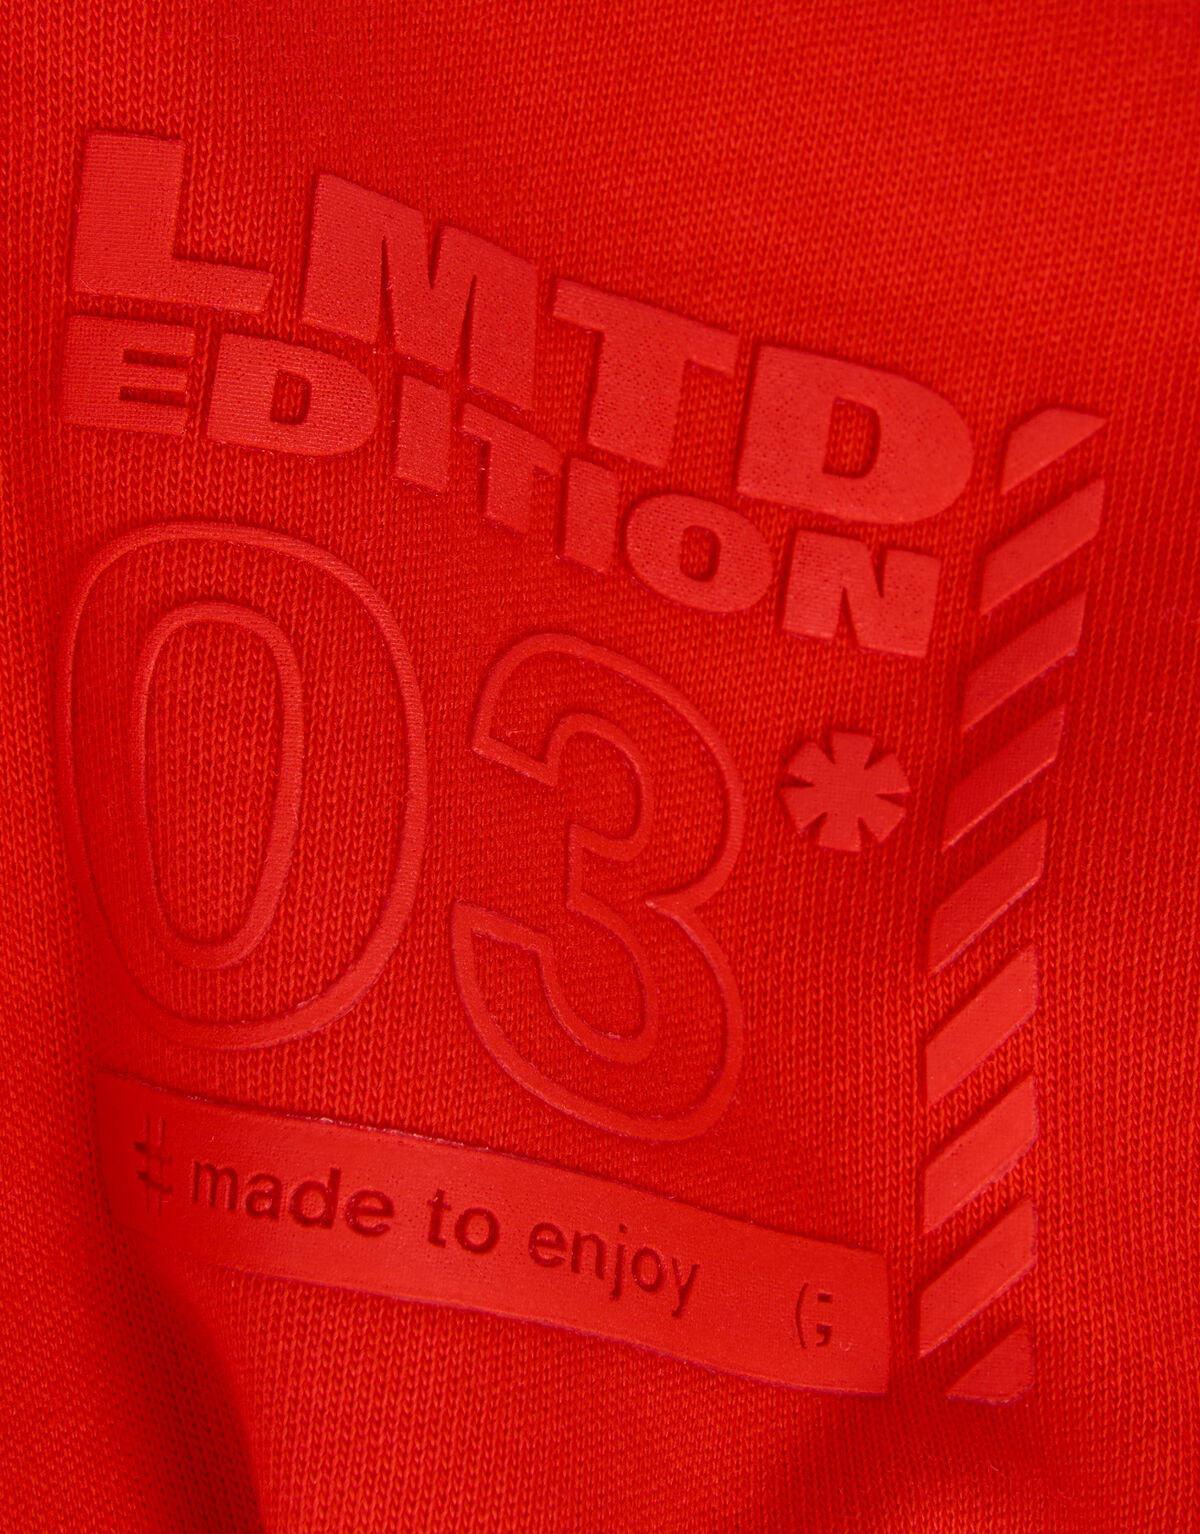 LMTD
EDITION
03*
# made to enjoy (;